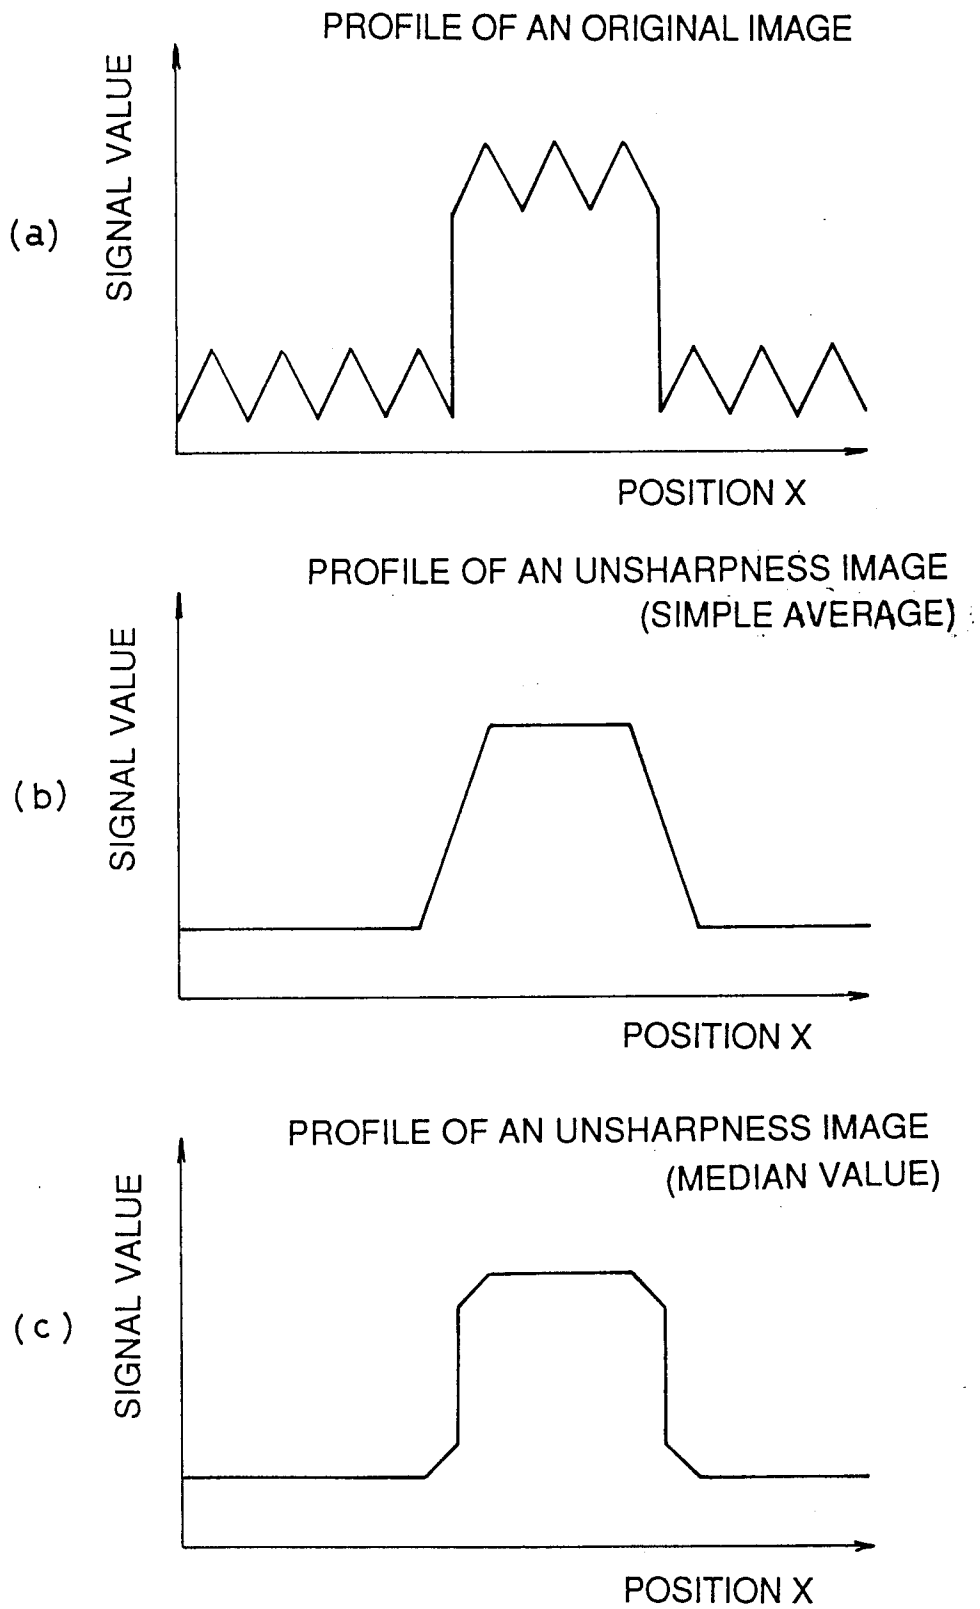 PROFILE OF AN ORIGINAL IMAGE
SIGNAL VALUE
(a)
POSITION X
PROFILE OF AN UNSHARPNESS IMAGE
(SIMPLE AVERAGE)
SIGNAL VALUE
(b)
POSITION X
PROFILE OF AN UNSHARPNESS IMAGE
(MEDIAN VALUE)
SIGNAL VALUE
(c)
POSITION X